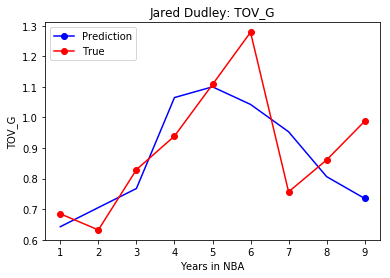 Jared Dudley: TOV_G
Prediction
True
TOV_G
1.3
1.2
1.1
1.0
0.9
0.8
0.7
0.6
1 2 3 4 5 6 7 8 9
Years in NBA